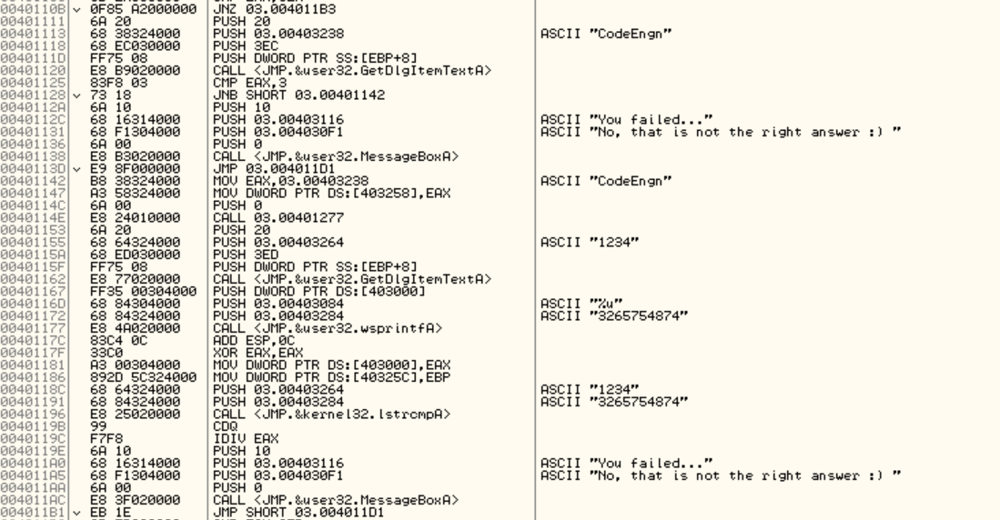 0040110B 0F85 A2000000 JNZ 03.004011B3
00401111 6A 20 PUSH 20
00401113 68 38324000 PUSH 03.00403238 ASCII "CodeEngn"
00401118 68 EC030000 PUSH 3EC
0040111D FF75 08 PUSH DWORD PTR SS:[EBP+8]
00401120 E8 B9020000 CALL <JMP.&user32.GetDlgItemTextA>
00401125 83F8 03 CMP EAX,3
00401128 73 18 JNB SHORT 03.00401142
0040112A 6A 10 PUSH 10
0040112C 68 16314000 PUSH 03.00403116 ASCII "You failed..."
00401131 68 F1304000 PUSH 03.004030F1 ASCII "No, that is not the right answer :) "
00401136 6A 00 PUSH 0
00401138 E8 B3020000 CALL <JMP.&user32.MessageBoxA>
0040113D E9 8F000000 JMP 03.004011D1
00401142 B8 38324000 MOV EAX,03.00403238 ASCII "CodeEngn"
00401147 A3 58324000 MOV DWORD PTR DS:[403258],EAX
0040114C 6A 00 PUSH 0
0040114E E8 24010000 CALL 03.00401277
00401153 6A 20 PUSH 20
00401155 68 64324000 PUSH 03.00403264 ASCII "1234"
0040115A 68 ED030000 PUSH 3ED
0040115F FF75 08 PUSH DWORD PTR SS:[EBP+8]
00401162 E8 77020000 CALL <JMP.&user32.GetDlgItemTextA>
00401167 FF35 00304000 PUSH DWORD PTR DS:[403000]
0040116D 68 84304000 PUSH 03.00403084 ASCII "%u"
00401172 68 84324000 PUSH 03.00403284 ASCII "3265754874"
00401177 E8 4A020000 CALL <JMP.&user32.wsprintfA>
0040117C 83C4 0C ADD ESP,0C
0040117F 33C0 XOR EAX,EAX
00401181 A3 00304000 MOV DWORD PTR DS:[403000],EAX
00401186 892D 5C324000 MOV DWORD PTR DS:[40325C],EBP
0040118C 68 64324000 PUSH 03.00403264 ASCII "1234"
00401191 68 84324000 PUSH 03.00403284 ASCII "3265754874"
00401196 E8 25020000 CALL <JMP.&kernel32.lstrcmpA>
0040119B 99 CDQ
0040119C F7F8 IDIV EAX
0040119E 6A 10 PUSH 10
004011A0 68 16314000 PUSH 03.00403116 ASCII "You failed..."
004011A5 68 F1304000 PUSH 03.004030F1 ASCII "No, that is not the right answer :) "
004011AA 6A 00 PUSH 0
004011AC E8 3F020000 CALL <JMP.&user32.MessageBoxA>
004011B1 EB 1E JMP SHORT 03.004011D1